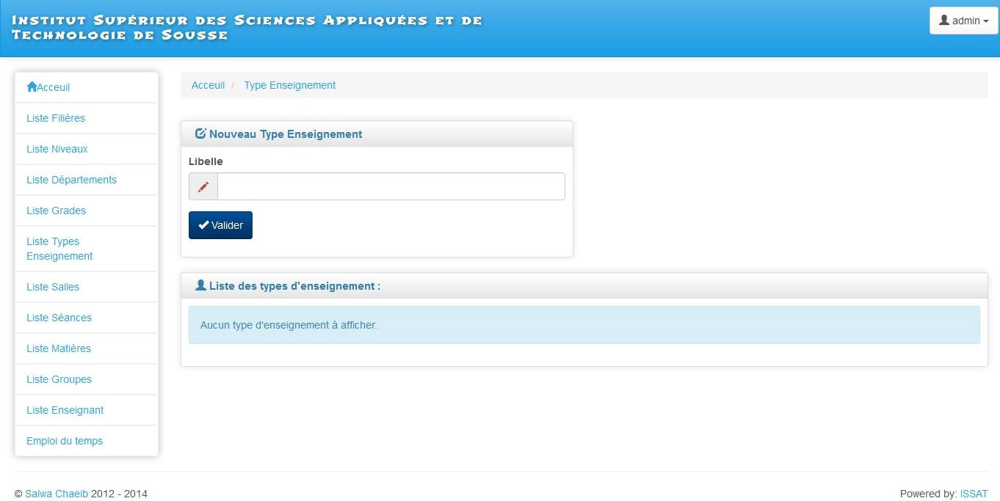 Institut Supérieur des Sciences Appliquées et de
Technologie de Sousse
admin
Acceuil
Liste Filières
Liste Niveaux
Liste Départements
Liste Grades
Liste Types
Enseignement
Liste Salles
Liste Séances
Liste Matières
Liste Groupes
Liste Enseignant
Emploi du temps
Acceuil / Type Enseignement
Nouveau Type Enseignement
Libelle
Valider
Liste des types d'enseignement :
Aucun type d'enseignement à afficher.
© Salwa Chaeib 2012 - 2014
Powered by: ISSAT